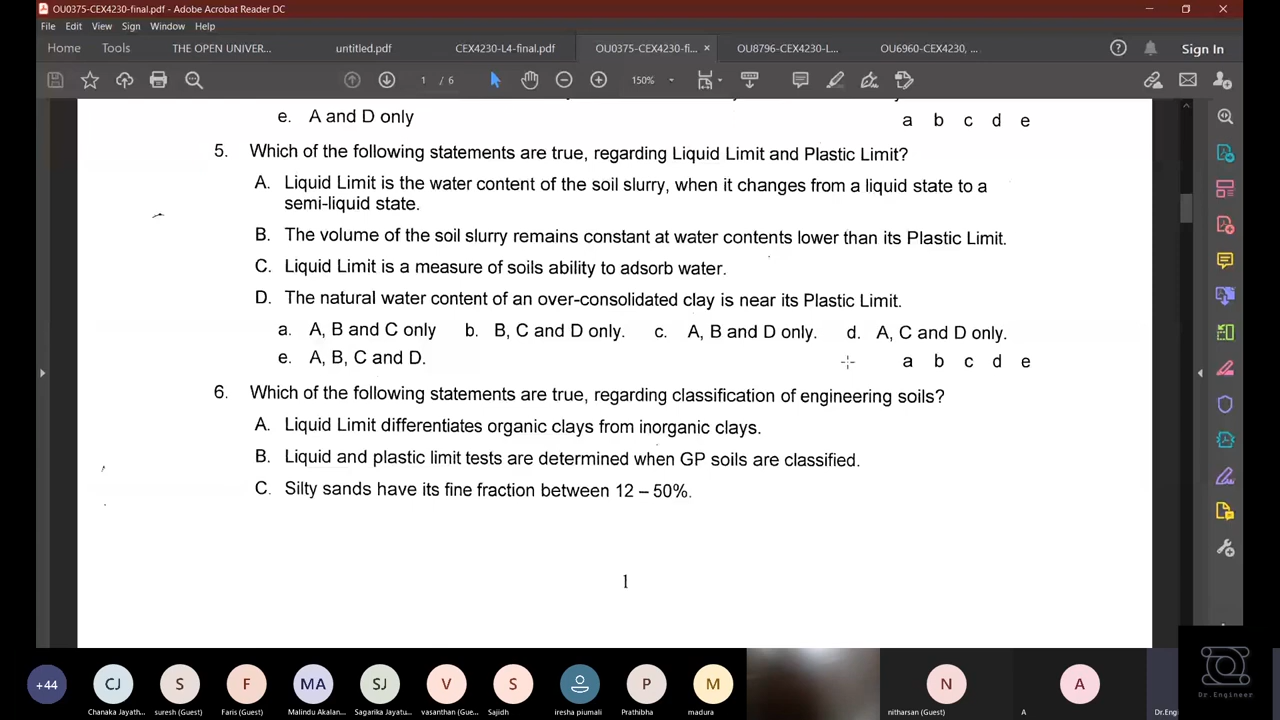 OU0375-CEX4230-final.pdf - Adobe Acrobat Reader DC
File Edit View Sign Window Help
Home Tools THE OPEN UNIVER... untitled.pdf CEX4230-L4-final.pdf OU0375-CEX4230-fi... × OU8796-CEX4230-L... OU6960-CEX4230, ... Sign In
1 / 6 150%
e. A and D only a b c d e
5. Which of the following statements are true, regarding Liquid Limit and Plastic Limit?
A. Liquid Limit is the water content of the soil slurry, when it changes from a liquid state to a
semi-liquid state.
B. The volume of the soil slurry remains constant at water contents lower than its Plastic Limit.
C. Liquid Limit is a measure of soils ability to adsorb water.
D. The natural water content of an over-consolidated clay is near its Plastic Limit.
a. A, B and C only b. B, C and D only. c. A, B and D only. d. A, C and D only.
e. A, B, C and D. a b c d e
6. Which of the following statements are true, regarding classification of engineering soils?
A. Liquid Limit differentiates organic clays from inorganic clays.
B. Liquid and plastic limit tests are determined when GP soils are classified.
C. Silty sands have its fine fraction between 12 – 50%.
1
+44 CJ S F MA SJ V S P M N A
Chanaka Jayath... suresh (Guest) Faris (Guest) Malindu Akalan... Sagarika Jayatu... vasanthan (Gue... Sajidh iresha piumali Prathibha madura nitharsan (Guest) A Dr.Eng
Dr.Engineer